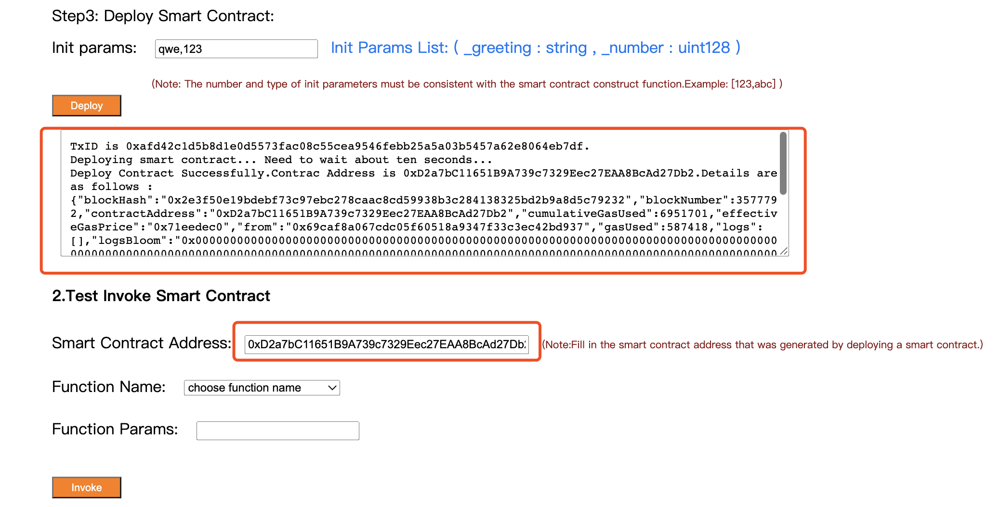 Step3: Deploy Smart Contract:
Init params: qwe,123 Init Params List: ( _greeting : string , _number : uint128 )
(Note: The number and type of init parameters must be consistent with the smart contract construct function.Example: [123,abc] )
Deploy
TxID is 0xafd42c1d5b8d1e0d5573fac08c55cea9546febb25a5a03b5457a62e8064eb7df.
Deploying smart contract... Need to wait about ten seconds...
Deploy Contract Successfully.Contrac Address is 0xD2a7bC11651B9A739c7329Eec27EAA8BcAd27Db2.Details are
as follows :
{"blockHash":"0x2e3f50e19bdebf73c97ebc278caac8cd59938b3c284138325bd2b9a8d5c79232","blockNumber":357779
2,"contractAddress":"0xD2a7bC11651B9A739c7329Eec27EAA8BcAd27Db2","cumulativeGasUsed":6951701,"effectiv
eGasPrice":"0x71eedec0","from":"0x69caf8a067cdc05f60518a9347f33c3ec42bd937","gasUsed":587418,"logs":
[],"logsBloom":"0x000000000000000000000000000000000000000000000000000000000000000000000000000000000000
000000000000000000000000000000000000000000000000000000000000000000000000000000000000000000000000000000
2.Test Invoke Smart Contract
Smart Contract Address: 0xD2a7bC11651B9A739c7329Eec27EAA8BcAd27Db2 (Note:Fill in the smart contract address that was generated by deploying a smart contract.)
Function Name: choose function name
Function Params:
Invoke